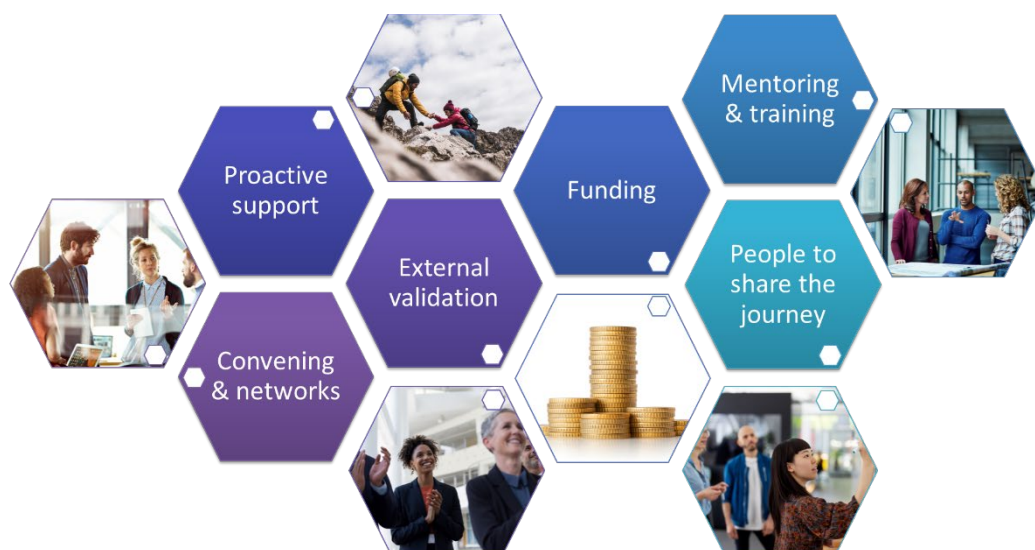 Proactive
support
Convening
& networks
External
validation
Funding
Mentoring
& training
People to
share the
journey